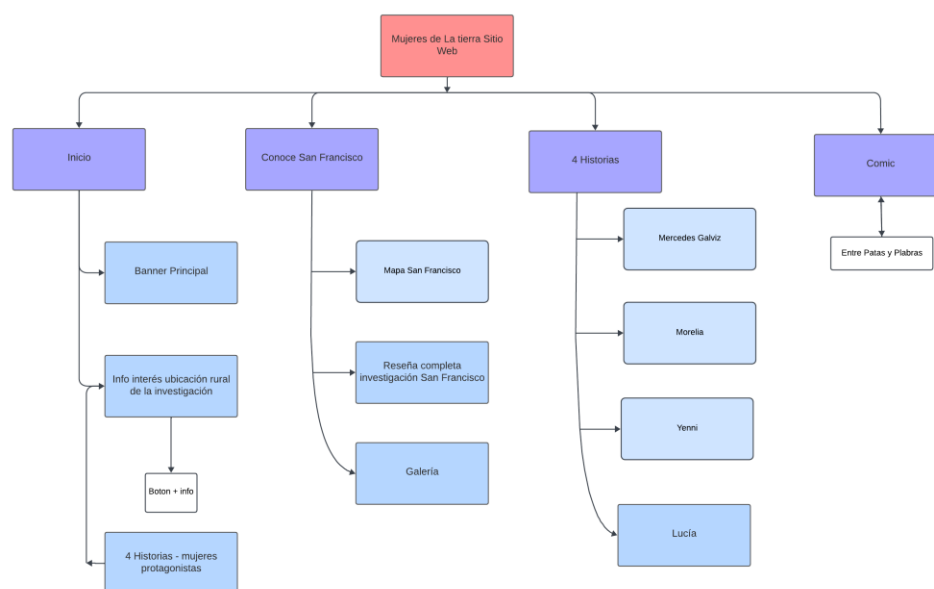 Mujeres de La tierra Sitio
Web
Inicio
Conoce San Francisco
4 Historias
Comic
Banner Principal
Info interés ubicación rural
de la investigación
Boton + info
4 Historias - mujeres
protagonistas
Mapa San Francisco
Reseña completa
investigación San Francisco
Galería
Mercedes Galviz
Morelia
Yenni
Lucía
Entre Patas y Plabras